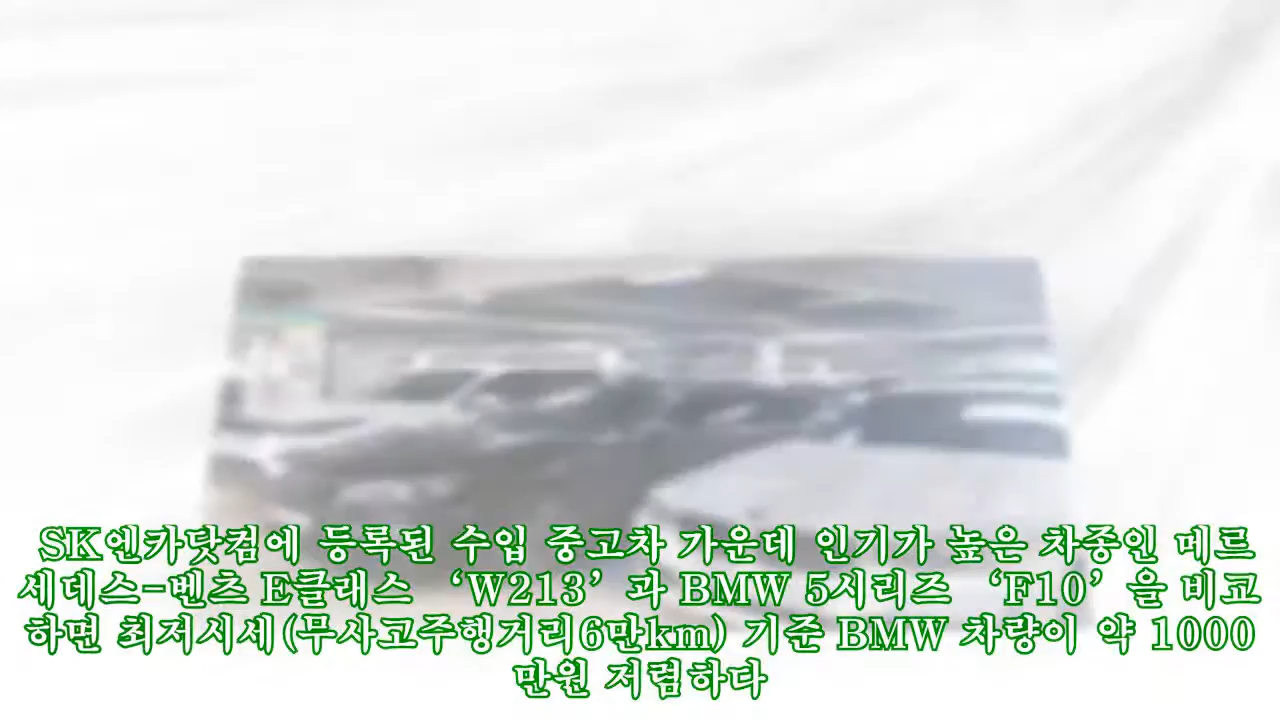 SK엔카닷컴에 등록된 수입 중고차 가운데 인기가 높은 차종인 메르
세데스-벤츠 E클래스 ‘W213’과 BMW 5시리즈 ‘F10’을 비교
하면 최저시세(무사고주행거리6만km) 기준 BMW 차량이 약 1000
만원 저렴하다